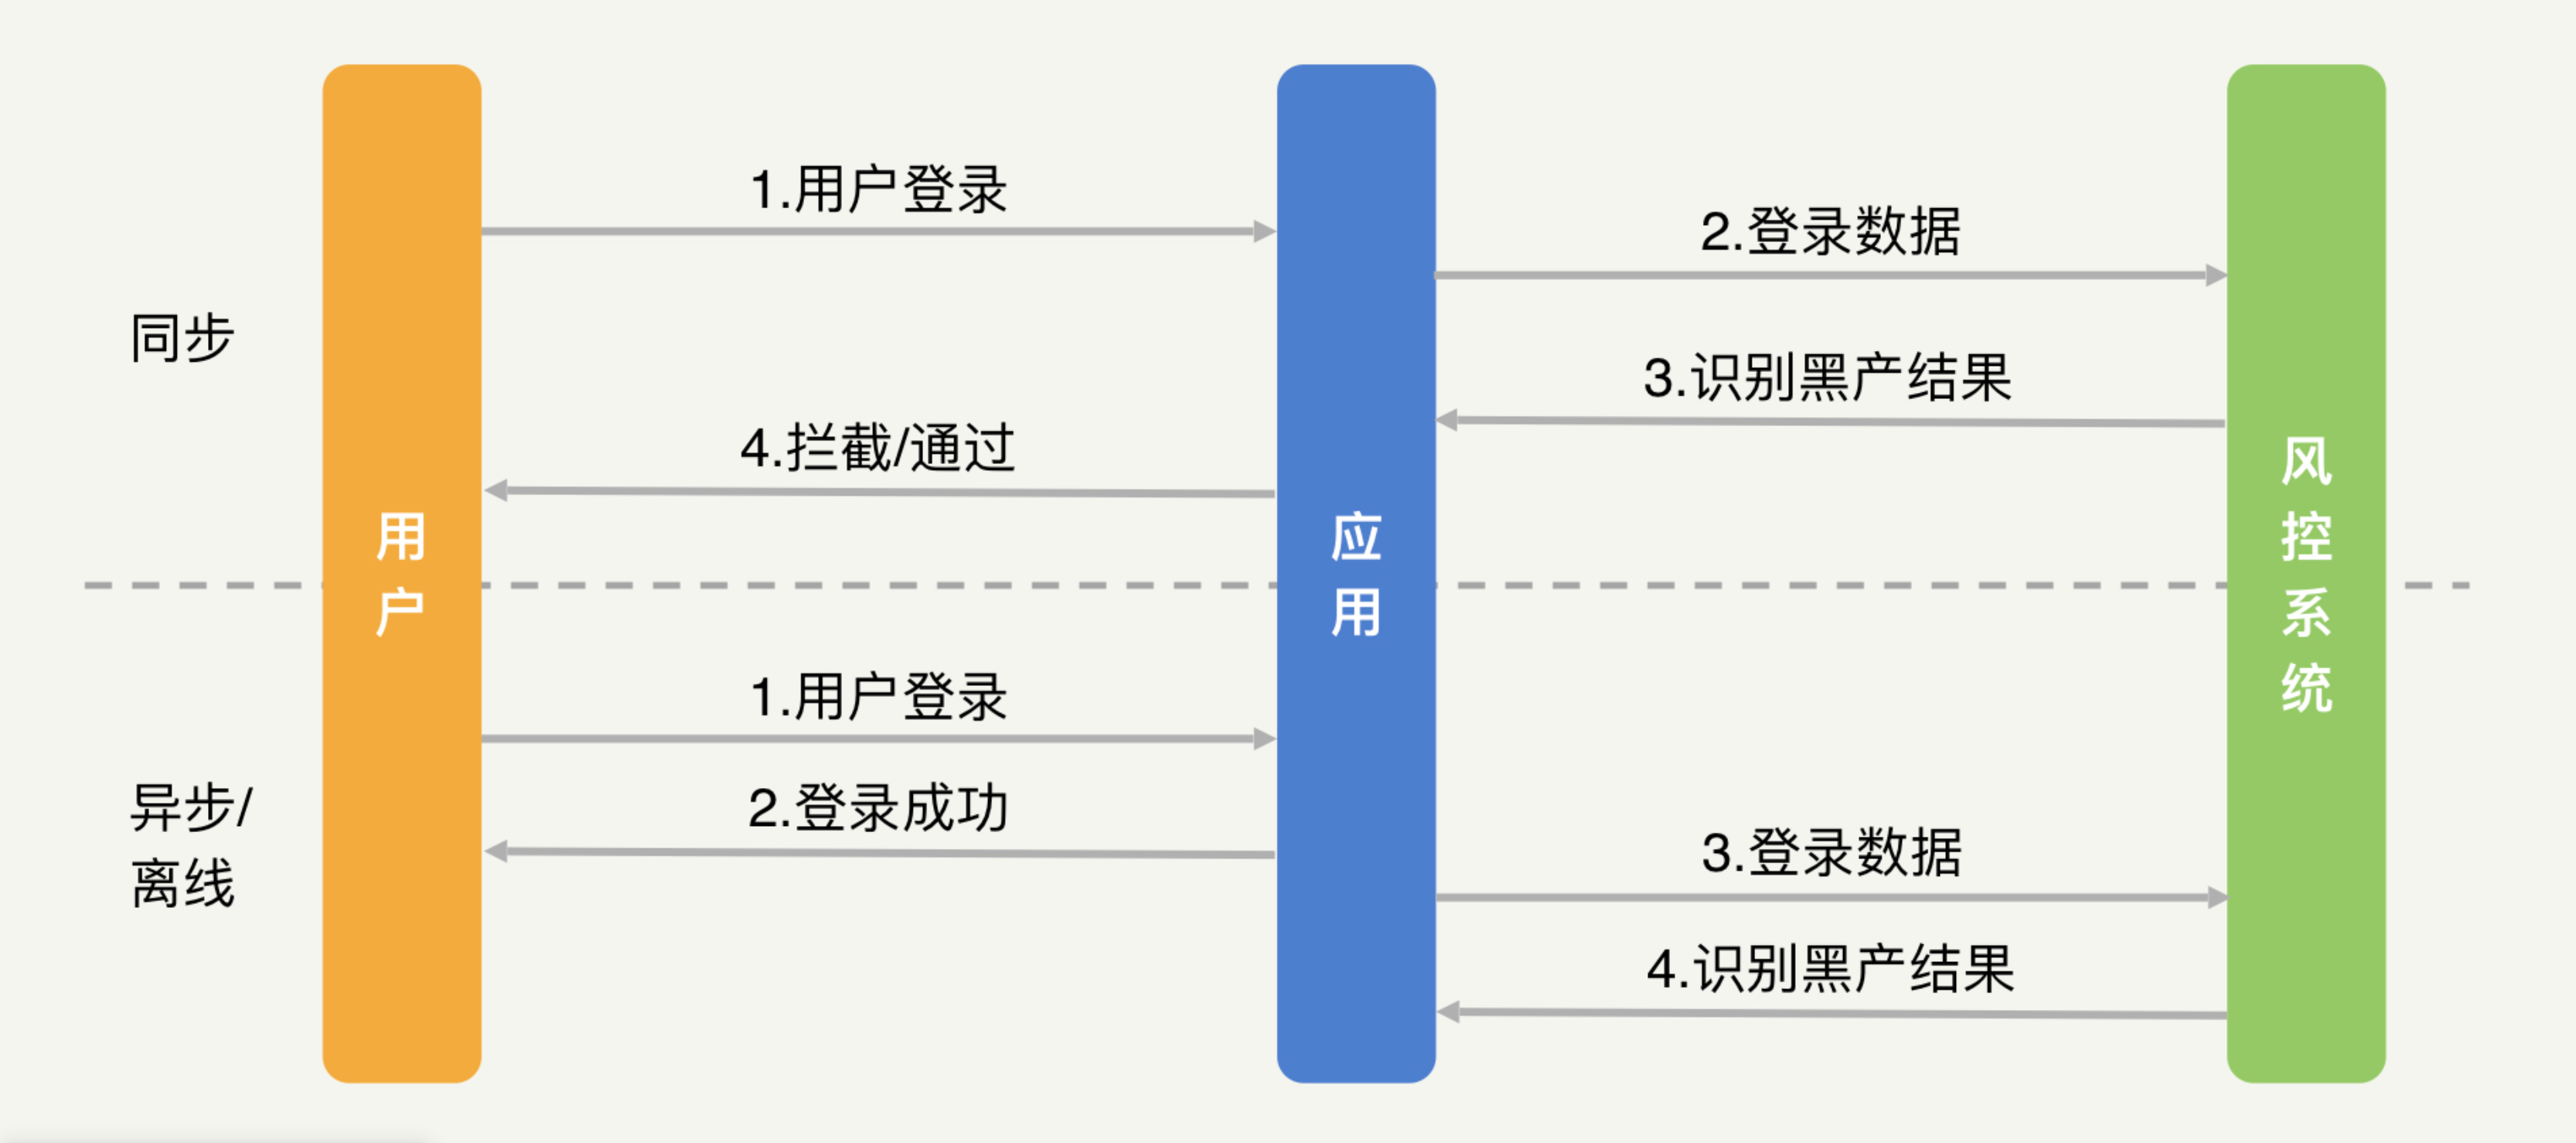 1.用户登录
2.登录数据
同步
3.识别黑产结果
4.拦截/通过
用户
应用
风控系统
1.用户登录
异步/
离线
2.登录成功
3.登录数据
4.识别黑产结果